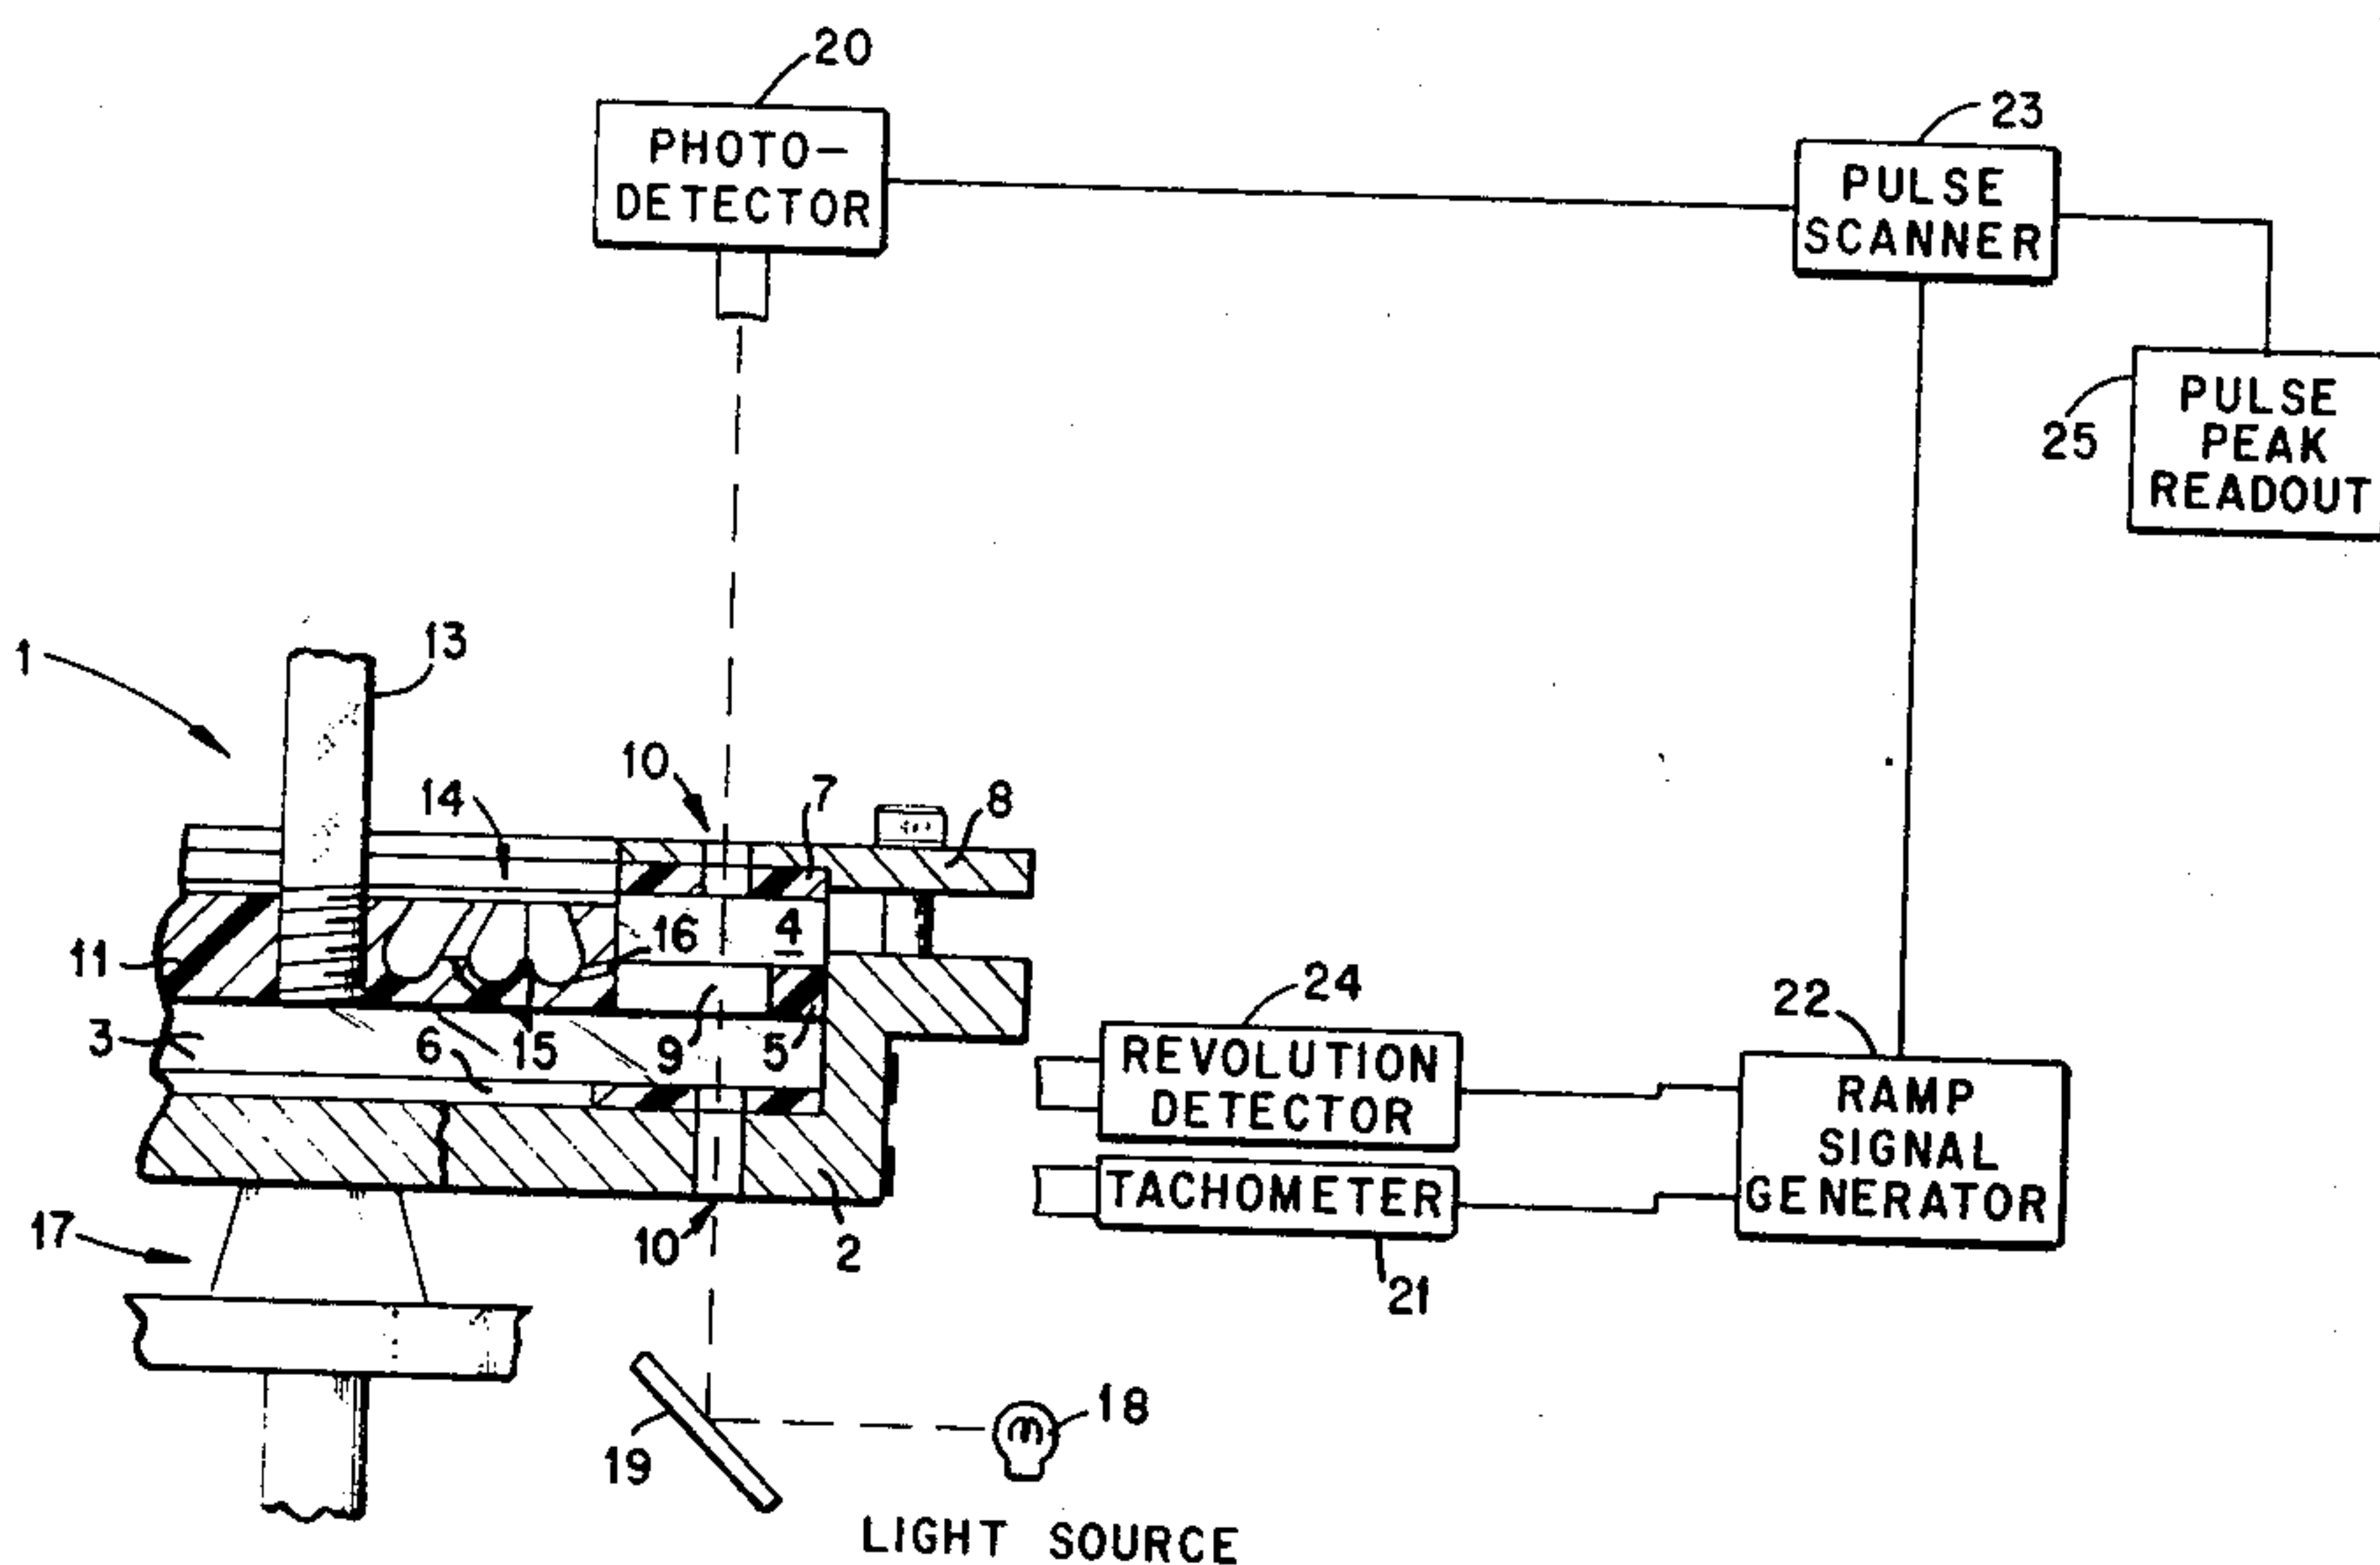 20
PHOTO-
DETECTOR
23
PULSE
SCANNER
25
PULSE
PEAK
READOUT
1
13
10
14
7
8
11
16
4
3
6
15
9
5
24
REVOLUTION
DETECTOR
22
RAMP
SIGNAL
GENERATOR
TACHOMETER
21
17
10
2
19
18
LIGHT SOURCE